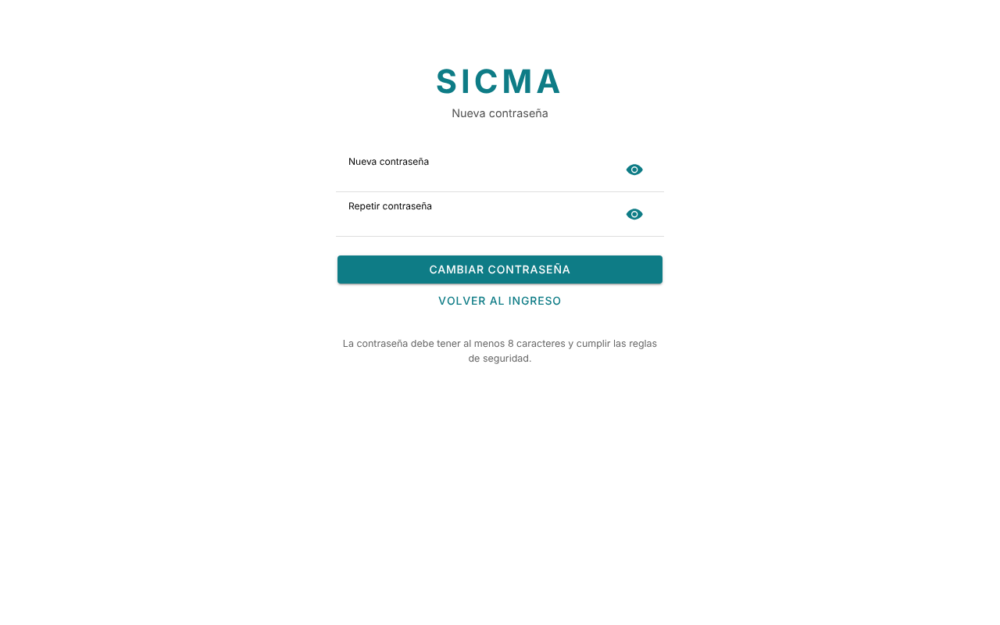 SICMA
Nueva contraseña
Nueva contraseña
Repetir contraseña
CAMBIAR CONTRASEÑA
VOLVER AL INGRESO
La contraseña debe tener al menos 8 caracteres y cumplir las reglas
de seguridad.